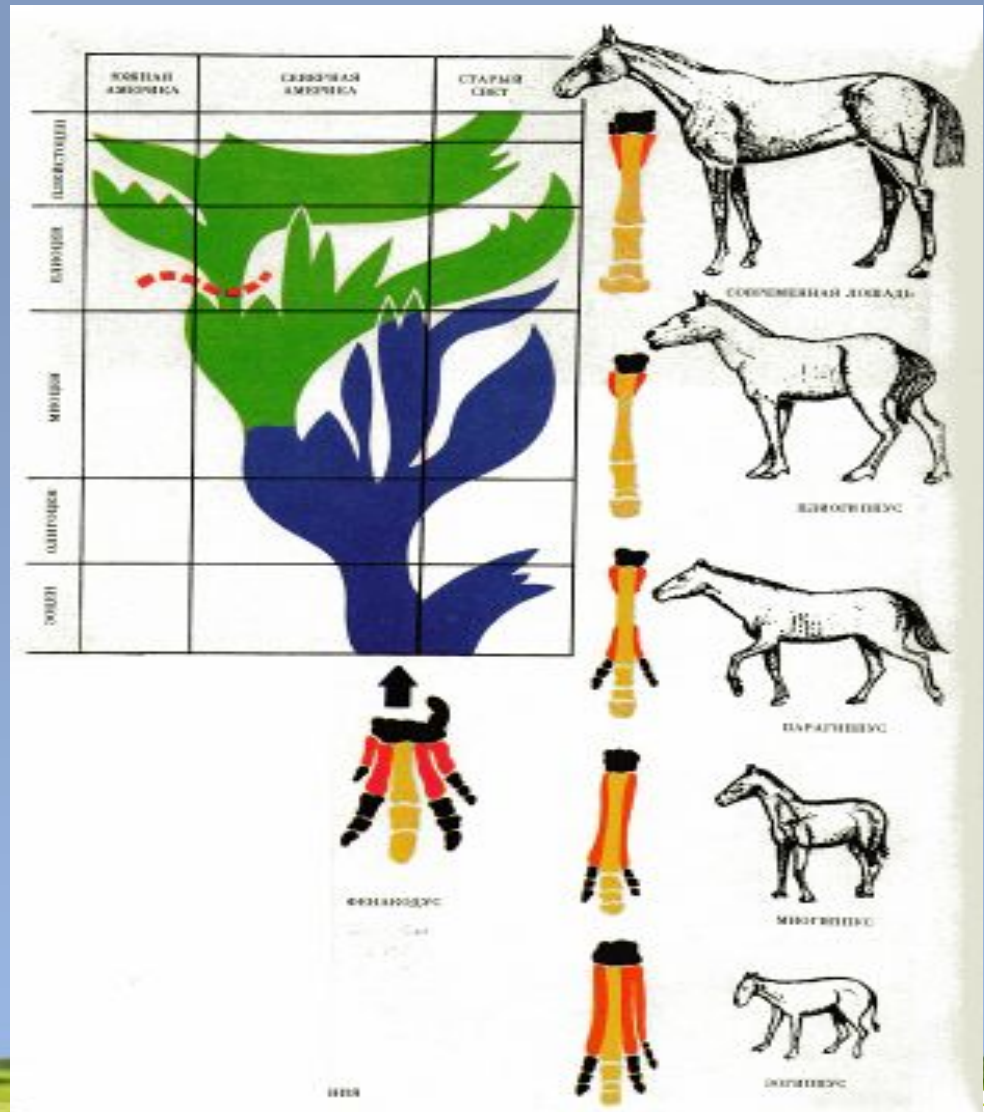 ЮЖНАЯ
АМЕРИКА
СЕВЕРНАЯ
АМЕРИКА
СТАРЫЙ
СВЕТ
ПЛЕЙСТОЦЕН
ПЛИОЦЕН
МИОЦЕН
ОЛИГОЦЕН
ЭОЦЕН
СОВРЕМЕННАЯ ЛОШАДЬ
ПЛИОГИППУС
ПАРАГИППУС
МИОГИППУС
ФЕНАКОДУС
ЭОГИППУС